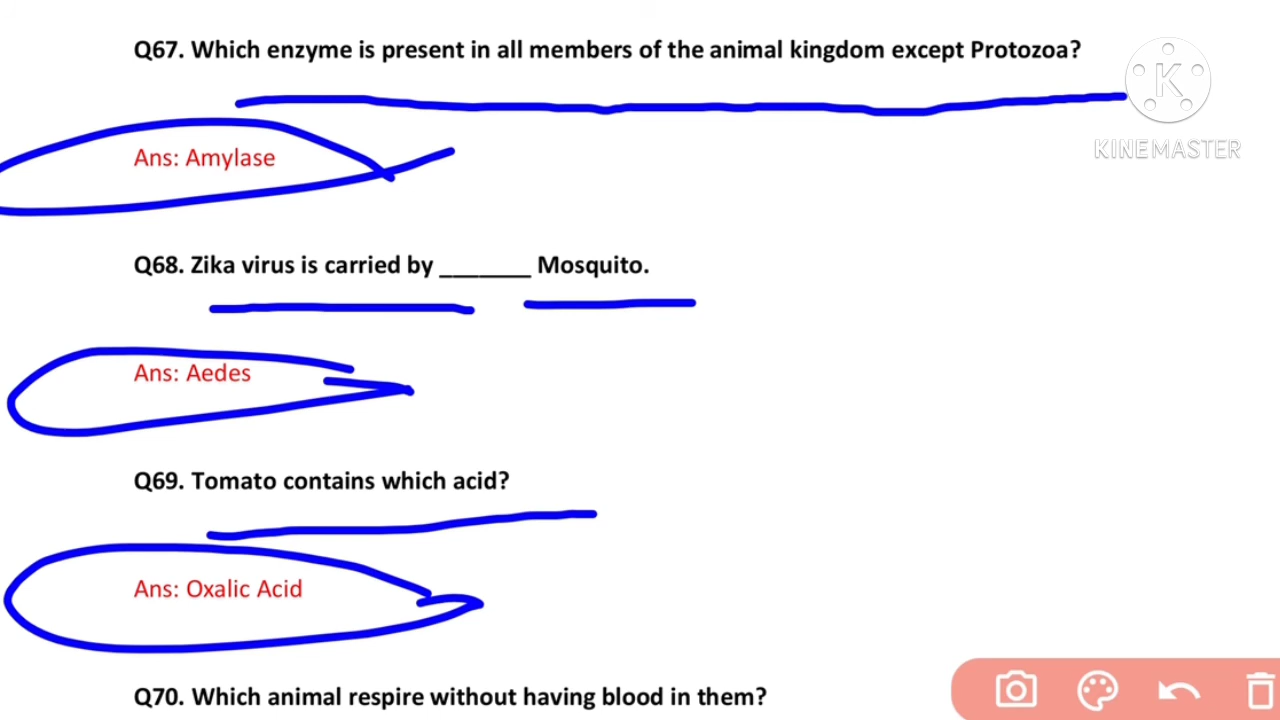 Q67. Which enzyme is present in all members of the animal kingdom except Protozoa?
K
KINEMASTER
Ans: Amylase
Q68. Zika virus is carried by _______ Mosquito.
Ans: Aedes
Q69. Tomato contains which acid?
Ans: Oxalic Acid
Q70. Which animal respire without having blood in them?